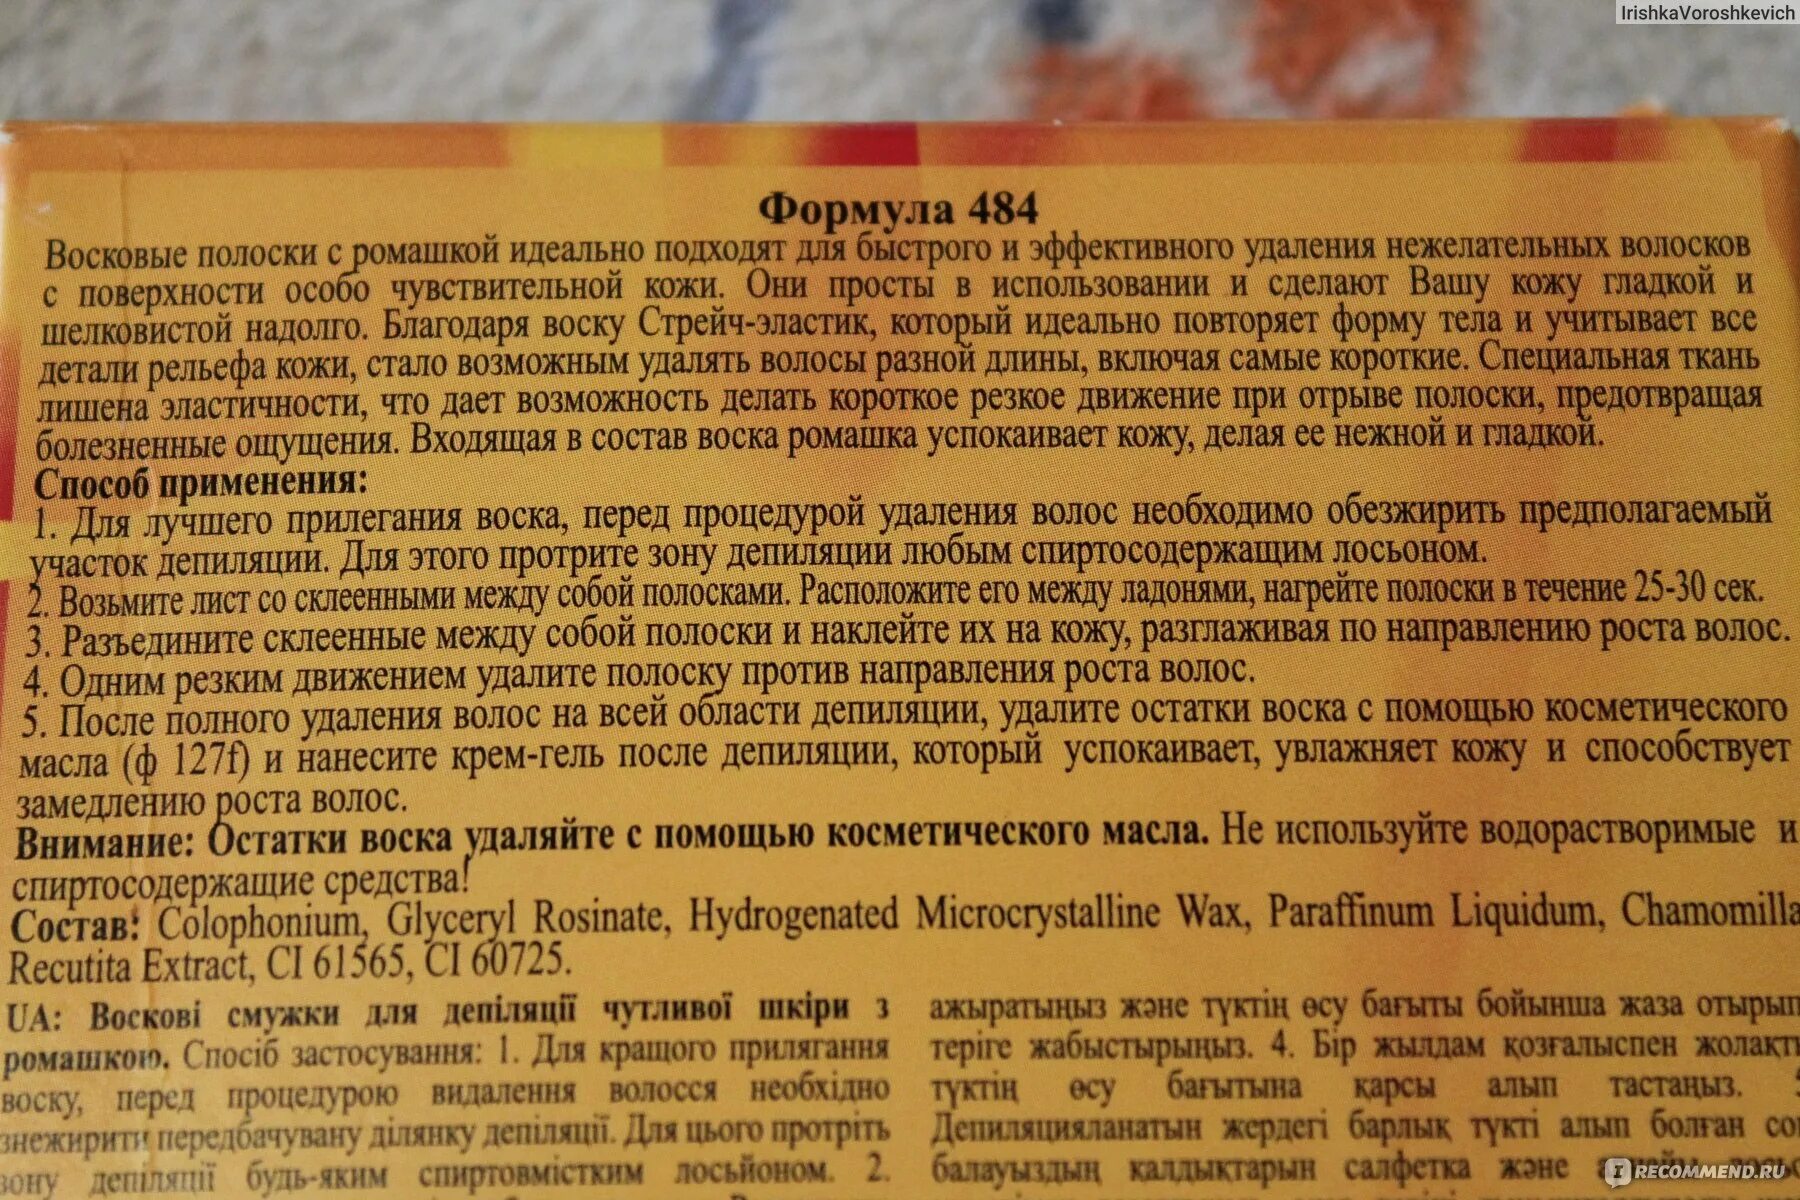 IrishkaVoroshkevich
Формула 484
Восковые полоски с ромашкой идеально подходят для быстрого и эффективного удаления нежелательных волосков
с поверхности особо чувствительной кожи. Они просты в использовании и сделают Вашу кожу гладкой и
шелковистой надолго. Благодаря воску Стрейч-эластик, который идеально повторяет форму тела и учитывает все
детали рельефа кожи, стало возможным удалять волосы разной длины, включая самые короткие. Специальная ткань
лишена эластичности, что дает возможность делать короткое резкое движение при отрыве полоски, предотвращая
болезненные ощущения. Входящая в состав воска ромашка успокаивает кожу, делая ее нежной и гладкой.
Способ применения:
1. Для лучшего прилегания воска, перед процедурой удаления волос необходимо обезжирить предполагаемый
участок депиляции. Для этого протрите зону депиляции любым спиртосодержащим лосьоном.
2. Возьмите лист со склеенными между собой полосками. Расположите его между ладонями, нагрейте полоски в течение 25-30 сек.
3. Разъедините склеенные между собой полоски и наклейте их на кожу, разглаживая по направлению роста волос.
4. Одним резким движением удалите полоску против направления роста волос.
5. После полного удаления волос на всей области депиляции, удалите остатки воска с помощью косметического
масла (ф 127f) и нанесите крем-гель после депиляции, который успокаивает, увлажняет кожу и способствует
замедлению роста волос.
Внимание: Остатки воска удаляйте с помощью косметического масла. Не используйте водорастворимые и
спиртосодержащие средства!
Состав: Colophonium, Glyceryl Rosinate, Hydrogenated Microcrystalline Wax, Paraffinum Liquidum, Chamomilla
Recutita Extract, CI 61565, CI 60725.
UA: Воскові смужки для депіляції чутливої шкіри з
ромашкою. Спосіб застосування: 1. Для кращого прилягання
воску, перед процедурою видалення волосся необхідно
знежирити передбачувану ділянку депіляції. Для цього протріть
зону депіляції будь-яким спиртовмістким лосьйоном. 2.
ажыратыңыз және түктің өсу бағыты бойынша жаза отырып
теріге жабыстырыңыз. 4. Бір жылдам қозғалыспен жолақты
түктің өсу бағытына қарсы алып тастаңыз.
Депиляцияланатын жердегі барлық түкті алып болған
балауыздың қалдықтарын салфетка және
IRECOMMEND.RU